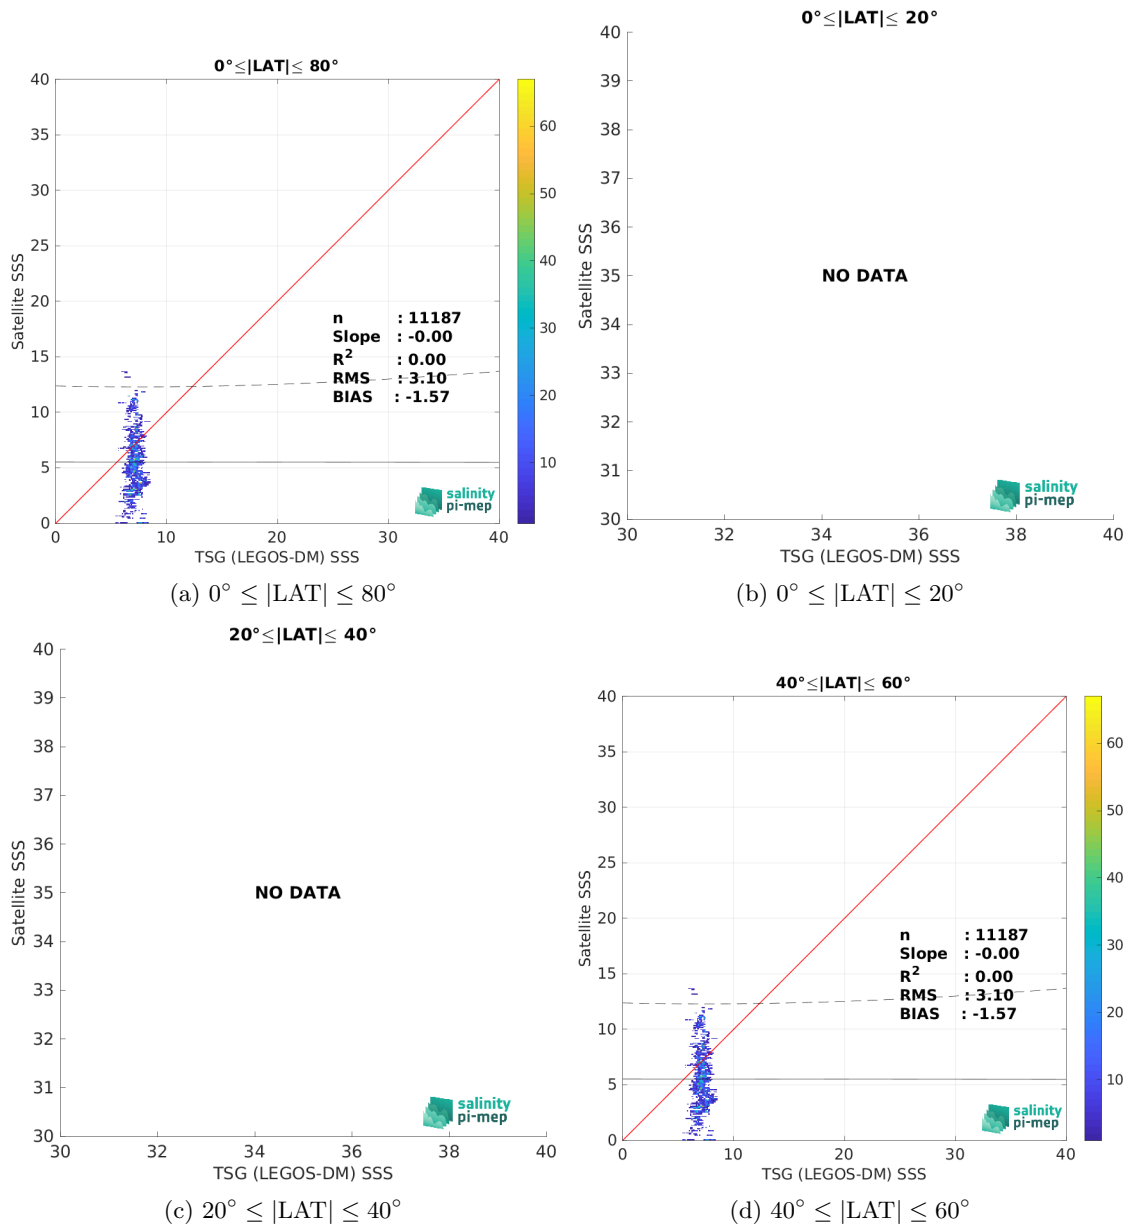 0°≤|LAT|≤ 80°
40
35
30
25
20
15
10
5
0
Satellite SSS
n : 11187
Slope : -0.00
R² : 0.00
RMS : 3.10
BIAS : -1.57
salinity
pi-mep
0 10 20 30 40
TSG (LEGOS-DM) SSS
60
50
40
30
20
10
(a) 0° ≤ |LAT| ≤ 80°
0°≤|LAT|≤ 20°
40
39
38
37
36
35
34
33
32
31
30
Satellite SSS
NO DATA
salinity
pi-mep
30 32 34 36 38 40
TSG (LEGOS-DM) SSS
(b) 0° ≤ |LAT| ≤ 20°
20°≤|LAT|≤ 40°
40
39
38
37
36
35
34
33
32
31
30
Satellite SSS
NO DATA
salinity
pi-mep
30 32 34 36 38 40
TSG (LEGOS-DM) SSS
(c) 20° ≤ |LAT| ≤ 40°
40°≤|LAT|≤ 60°
40
35
30
25
20
15
10
5
0
Satellite SSS
n : 11187
Slope : -0.00
R² : 0.00
RMS : 3.10
BIAS : -1.57
salinity
pi-mep
0 10 20 30 40
TSG (LEGOS-DM) SSS
60
50
40
30
20
10
(d) 40° ≤ |LAT| ≤ 60°